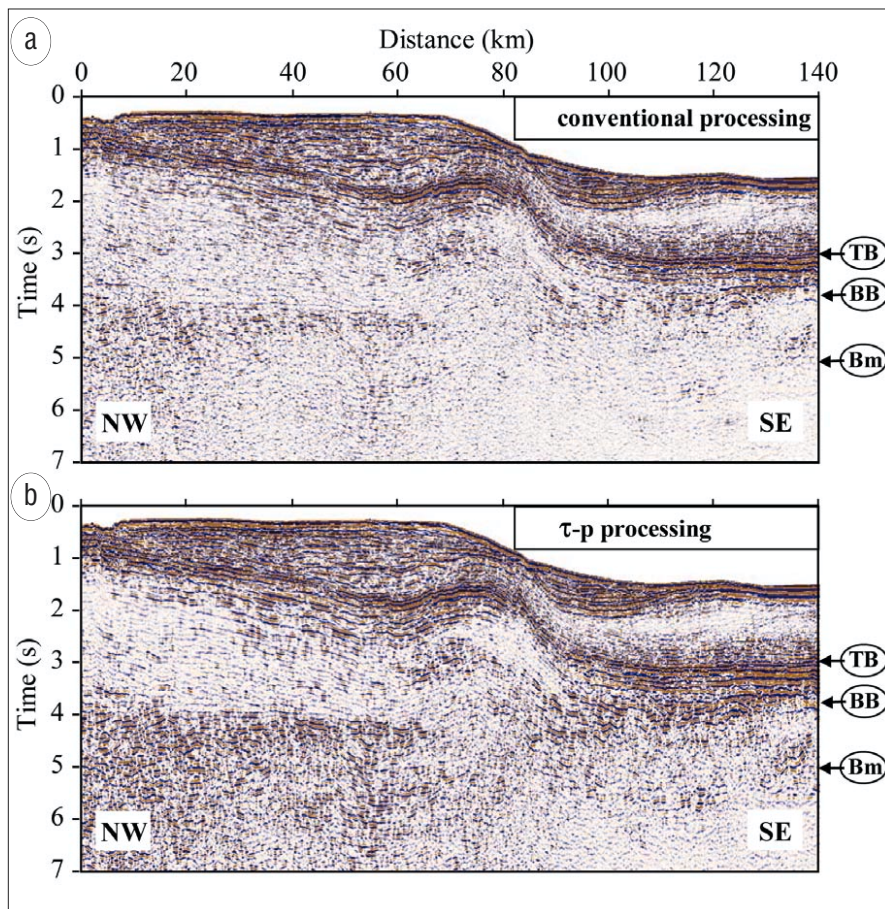 a
Distance (km)
0 20 40 60 80 100 120 140
0
conventional processing
1
2
3
TB
4
BB
5
Bm
6
NW
SE
7
Time (s)
b
0
τ-p processing
1
2
3
TB
4
BB
5
Bm
6
NW
SE
7
Time (s)